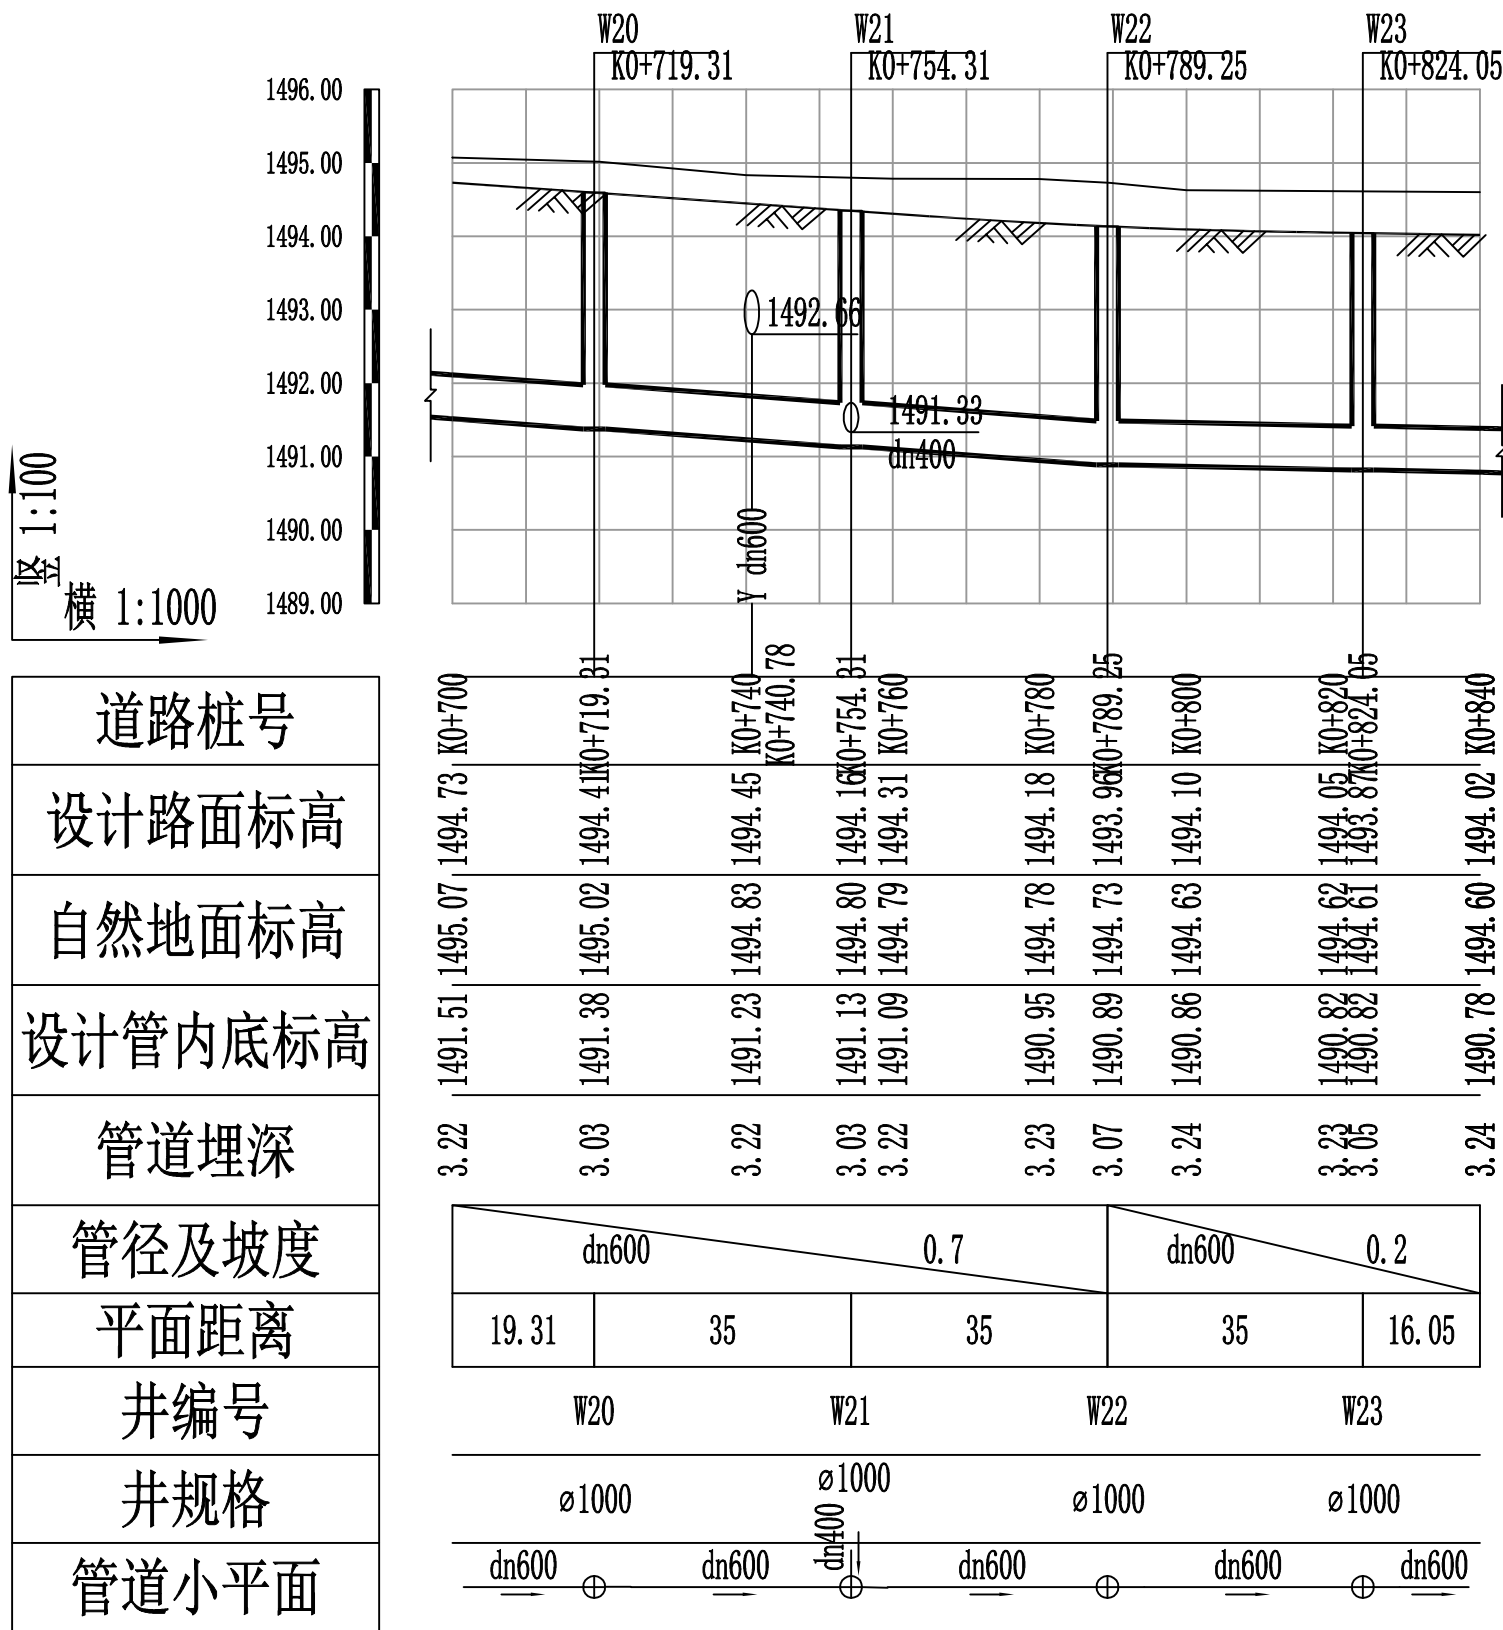 W20 W21 W22 W23
K0+719.31 K0+754.31 K0+789.25 K0+824.05
1496.00
1495.00
1494.00
1493.00
1492.00
1491.00
1490.00
1489.00
1492.66
1491.33
dn400
Y dn600
竖 1:100
横 1:1000
道路桩号 K0+700 K0+719.31 K0+740 K0+740.78 K0+754.31 K0+760 K0+780 K0+789.25 K0+800 K0+820 K0+824.05 K0+840
设计路面标高 1494.73 1494.41 1494.45 1494.16 1494.31 1494.18 1493.96 1494.10 1494.05 1493.87 1494.02
自然地面标高 1495.07 1495.02 1494.83 1494.80 1494.79 1494.78 1494.73 1494.63 1494.62 1494.61 1494.60
设计管内底标高 1491.51 1491.38 1491.23 1491.13 1491.09 1490.95 1490.89 1490.86 1490.82 1490.82 1490.78
管道埋深 3.22 3.03 3.22 3.03 3.22 3.23 3.07 3.24 3.23 3.05 3.24
管径及坡度 dn600 0.7 dn600 0.2
平面距离 19.31 35 35 35 16.05
井编号 W20 W21 W22 W23
井规格 ø1000 ø1000 ø1000 ø1000
dn400
管道小平面 dn600 dn600 dn600 dn600 dn600